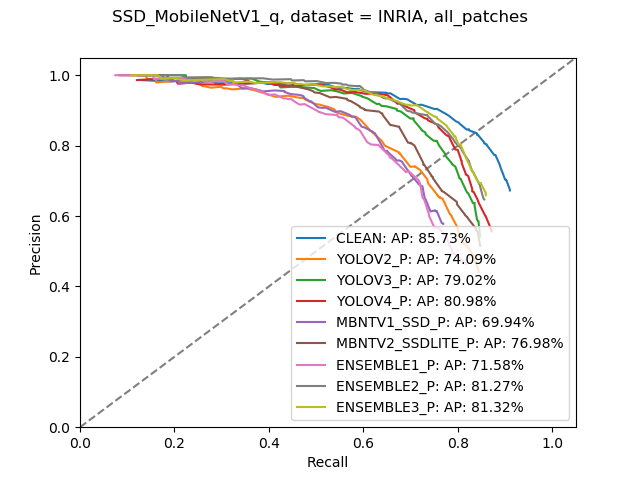 SSD_MobileNetV1_q, dataset = INRIA, all_patches
1.0
0.8
0.6
0.4
0.2
0.0
Precision
CLEAN: AP: 85.73%
YOLOV2_P: AP: 74.09%
YOLOV3_P: AP: 79.02%
YOLOV4_P: AP: 80.98%
MBNTV1_SSD_P: AP: 69.94%
MBNTV2_SSDLITE_P: AP: 76.98%
ENSEMBLE1_P: AP: 71.58%
ENSEMBLE2_P: AP: 81.27%
ENSEMBLE3_P: AP: 81.32%
0.0 0.2 0.4 0.6 0.8 1.0
Recall